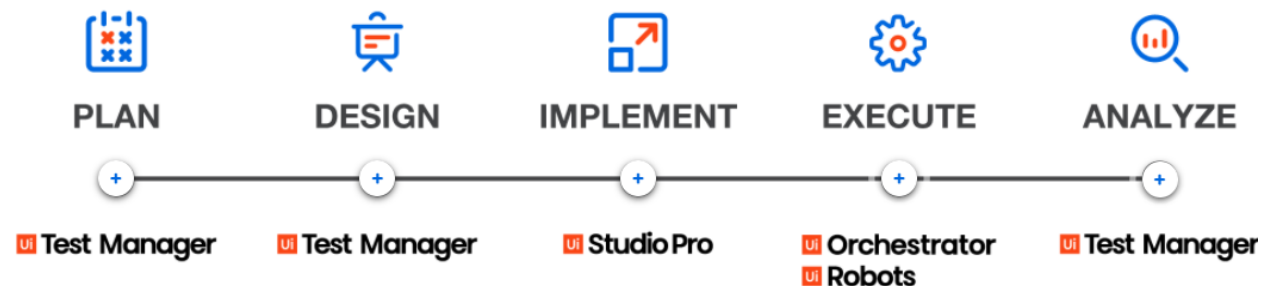 PLAN DESIGN IMPLEMENT EXECUTE ANALYZE
+ + + + +
Ui Test Manager Ui Test Manager Ui Studio Pro Ui Orchestrator Ui Test Manager
Ui Robots